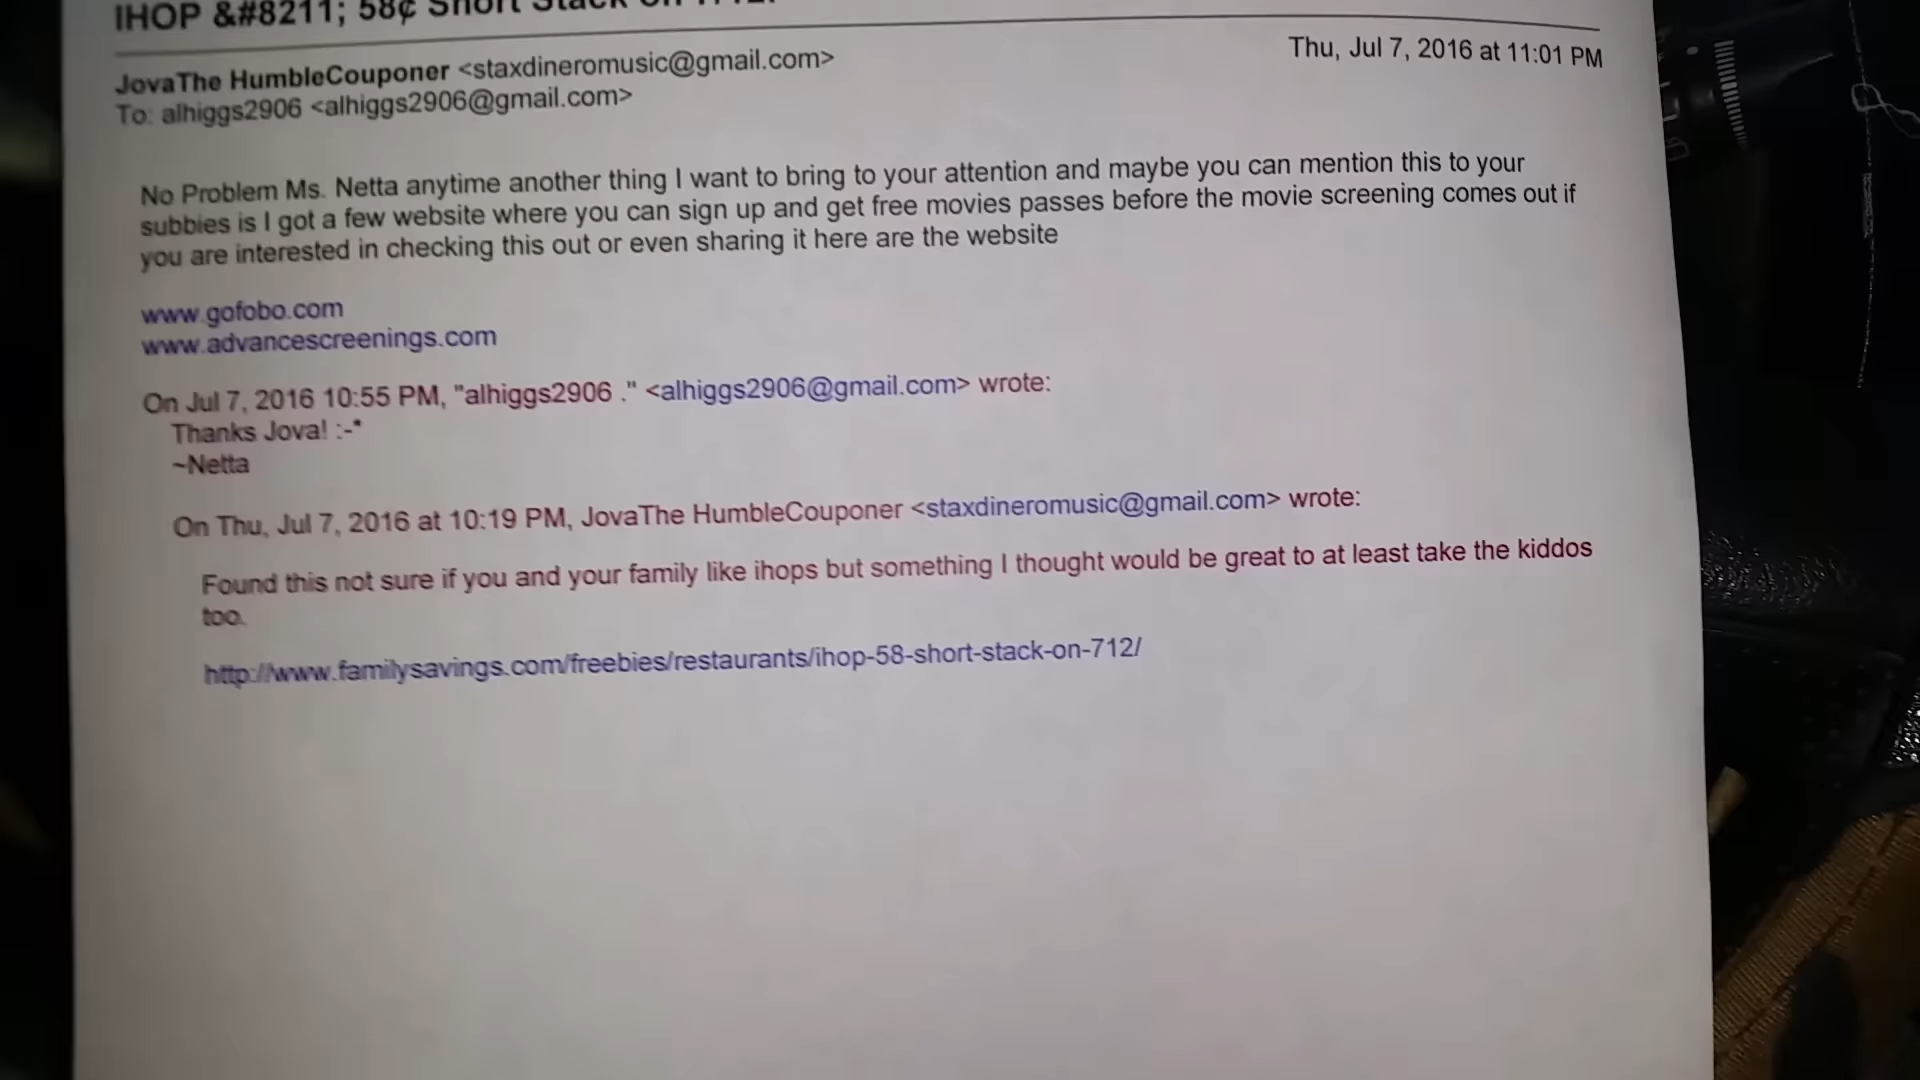 IHOP &#8211; 58¢ Short Stack on 7/12!
JovaThe HumbleCouponer <staxdineromusic@gmail.com>
Thu, Jul 7, 2016 at 11:01 PM
To: alhiggs2906 <alhiggs2906@gmail.com>
No Problem Ms. Netta anytime another thing I want to bring to your attention and maybe you can mention this to your
subbies is I got a few website where you can sign up and get free movies passes before the movie screening comes out if
you are interested in checking this out or even sharing it here are the website
www.gofobo.com
www.advancescreenings.com
On Jul 7, 2016 10:55 PM, "alhiggs2906 ." <alhiggs2906@gmail.com> wrote:
Thanks Jova! :-*
~Netta
On Thu, Jul 7, 2016 at 10:19 PM, JovaThe HumbleCouponer <staxdineromusic@gmail.com> wrote:
Found this not sure if you and your family like ihops but something I thought would be great to at least take the kiddos
too.
http://www.familysavings.com/freebies/restaurants/ihop-58-short-stack-on-712/